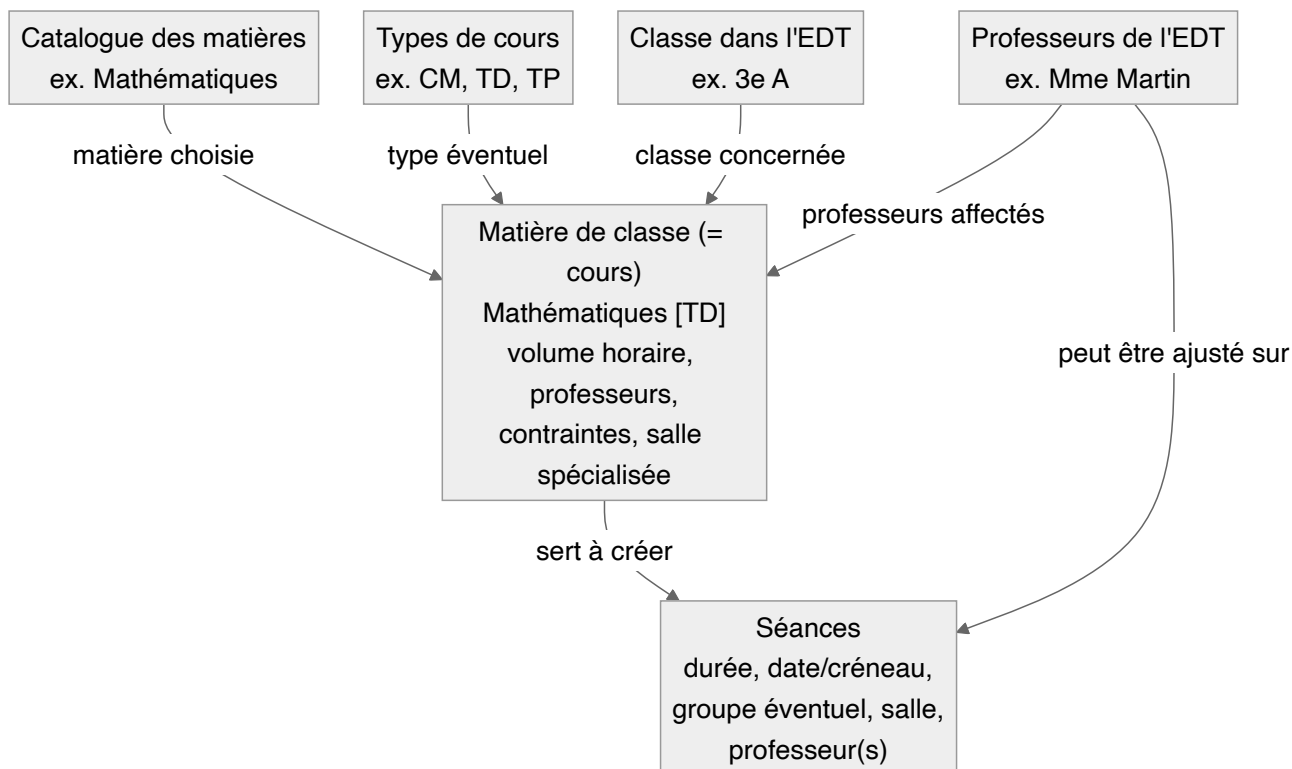 Catalogue des matières
ex. Mathématiques
Types de cours
ex. CM, TD, TP
Classe dans l'EDT
ex. 3e A
Professeurs de l'EDT
ex. Mme Martin
matière choisie
type éventuel
classe concernée
professeurs affectés
Matière de classe (=
cours)
Mathématiques [TD]
volume horaire,
professeurs,
contraintes, salle
spécialisée
peut être ajusté sur
sert à créer
Séances
durée, date/créneau,
groupe éventuel, salle,
professeur(s)